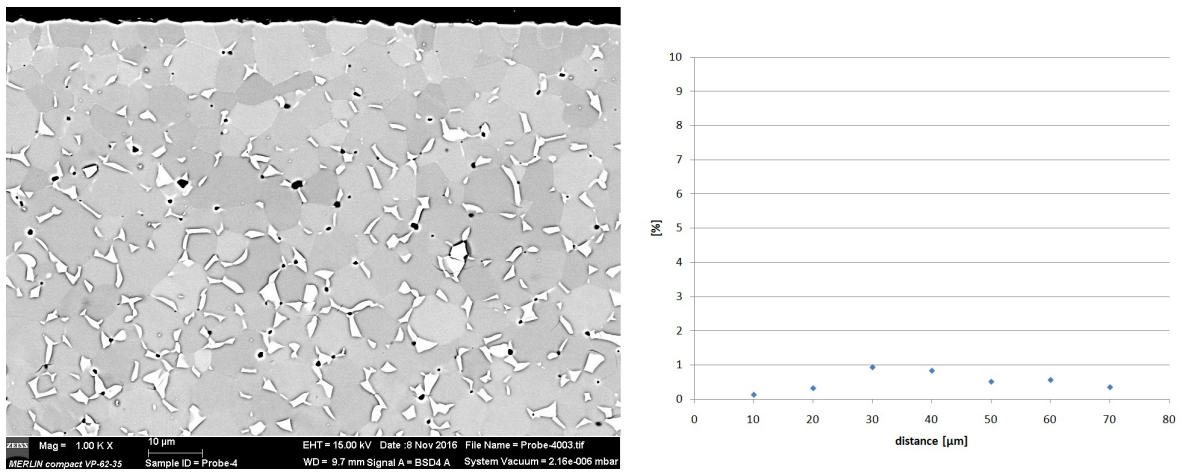 ZEISS
Mag = 1.00 K X
10 µm
EHT = 15.00 kV Date :8 Nov 2016 File Name = Probe-4003.tif
MERLIN compact VP-62-35
Sample ID = Probe-4
WD = 9.7 mm Signal A = BSD4 A System Vacuum = 2.16e-006 mbar
10
9
8
7
6
5
4
3
2
1
0
[%]
0 10 20 30 40 50 60 70 80
distance [µm]